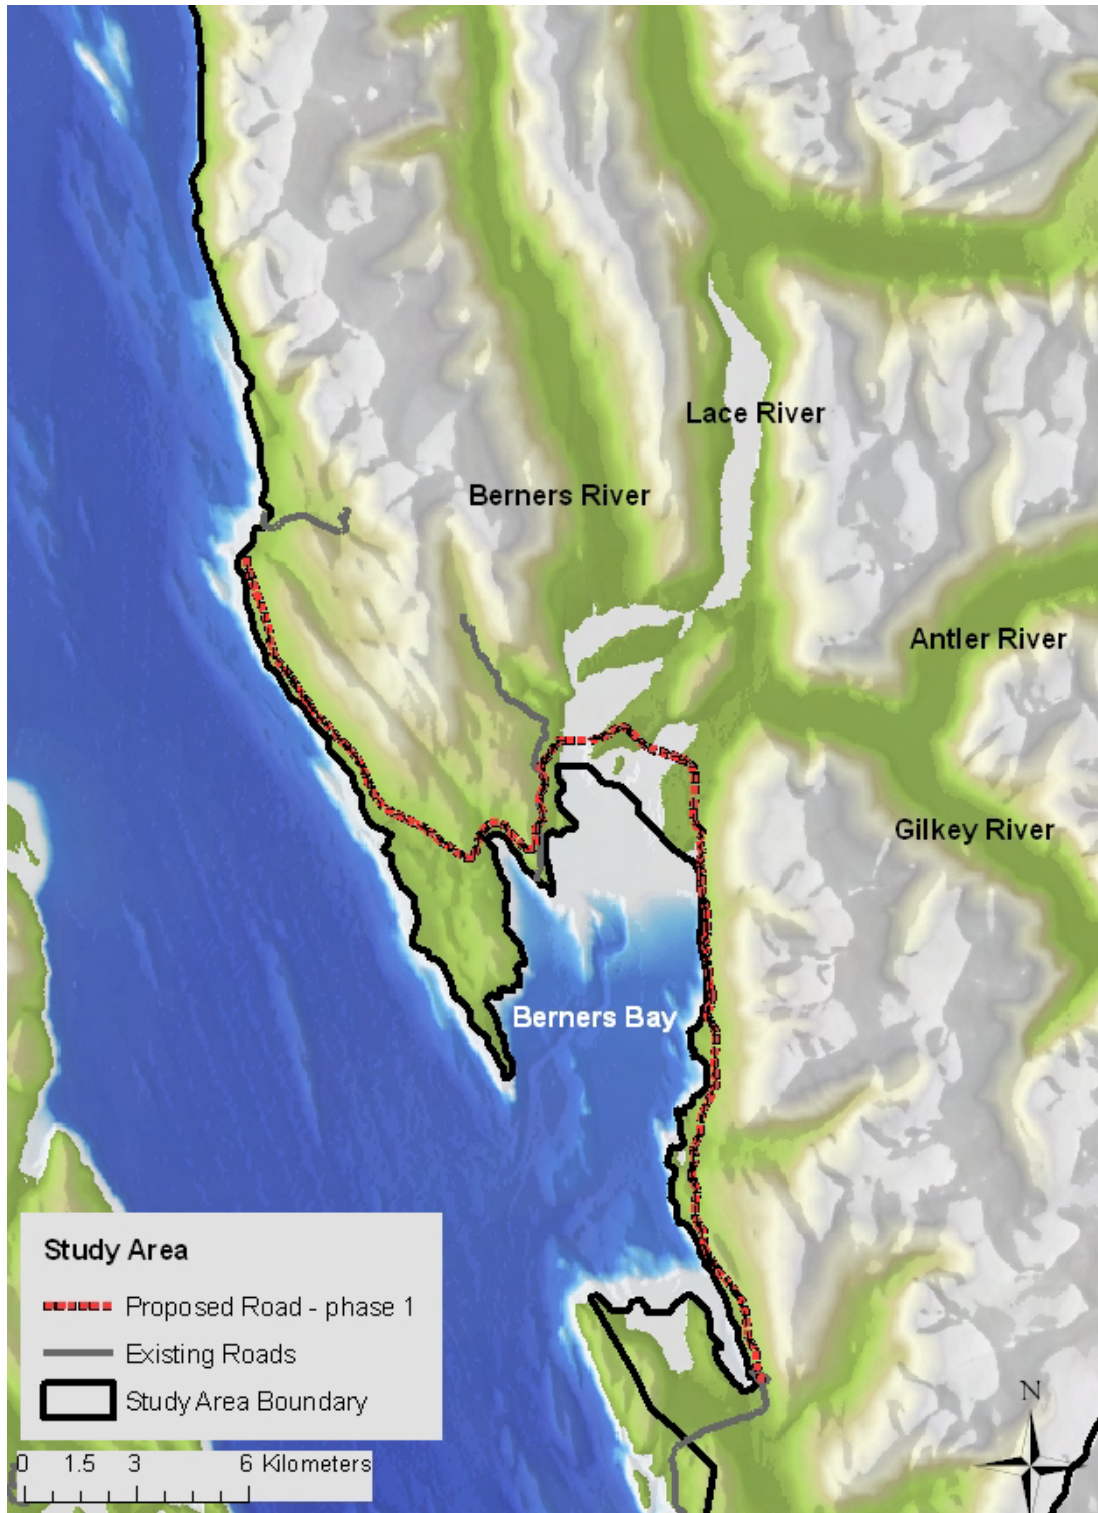 Lace River
Berners River
Antler River
Gilkey River
Berners Bay
Study Area
Proposed Road - phase 1
Existing Roads
Study Area Boundary
N
0 1.5 3 6 Kilometers